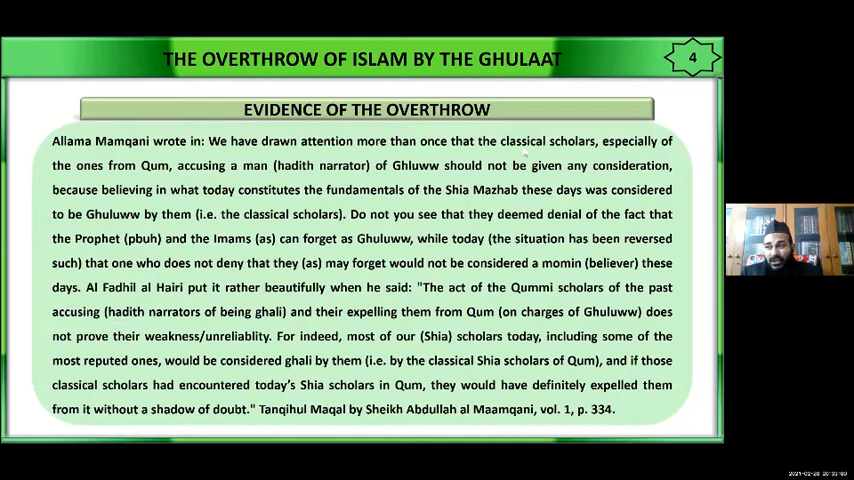 THE OVERTHROW OF ISLAM BY THE GHULAAT
4
EVIDENCE OF THE OVERTHROW
Allama Mamqani wrote in: We have drawn attention more than once that the classical scholars, especially of
the ones from Qum, accusing a man (hadith narrator) of Ghluww should not be given any consideration,
because believing in what today constitutes the fundamentals of the Shia Mazhab these days was considered
to be Ghuluww by them (i.e. the classical scholars). Do not you see that they deemed denial of the fact that
the Prophet (pbuh) and the Imams (as) can forget as Ghuluww, while today (the situation has been reversed
such) that one who does not deny that they (as) may forget would not be considered a momin (believer) these
days. Al Fadhil al Hairi put it rather beautifully when he said: "The act of the Qummi scholars of the past
accusing (hadith narrators of being ghali) and their expelling them from Qum (on charges of Ghuluww) does
not prove their weakness/unreliablity. For indeed, most of our (Shia) scholars today, including some of the
most reputed ones, would be considered ghali by them (i.e. by the classical Shia scholars of Qum), and if those
classical scholars had encountered today's Shia scholars in Qum, they would have definitely expelled them
from it without a shadow of doubt." Tanqihul Maqal by Sheikh Abdullah al Maamqani, vol. 1, p. 334.